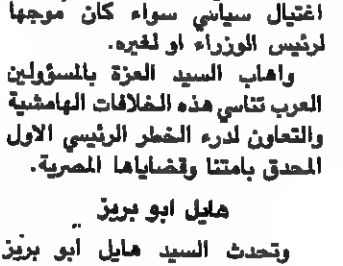 اغتيال سياسي سواء كان موجها
لرئيس الوزراء او لغيره.
واهاب السيد العزة بالمسؤولين
العرب تناسي هذه الخلافات الهامشية
والتعاون لدرء الخطر الرئيسي الاول
المحدق بامتنا وقضاياها المصرية.
هايل ابو بريز
وتحدث السيد هايل أبو بريز